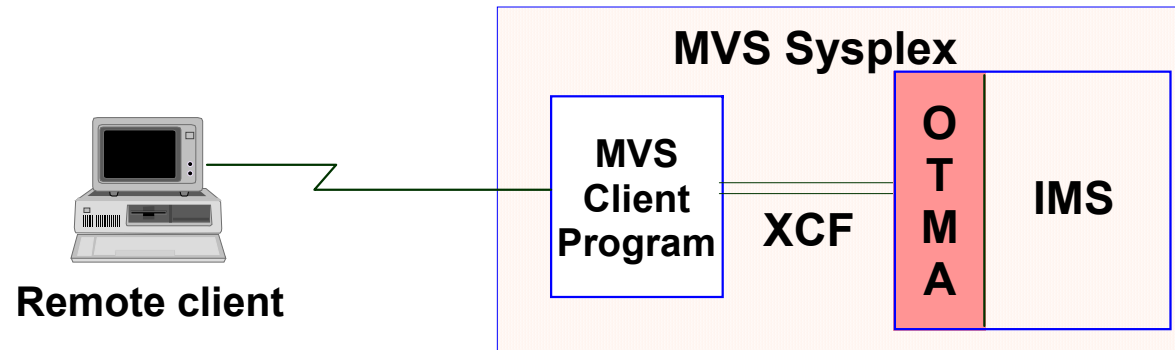 MVS Sysplex
MVS
Client
Program
XCF
O
T
M
A
IMS
Remote client